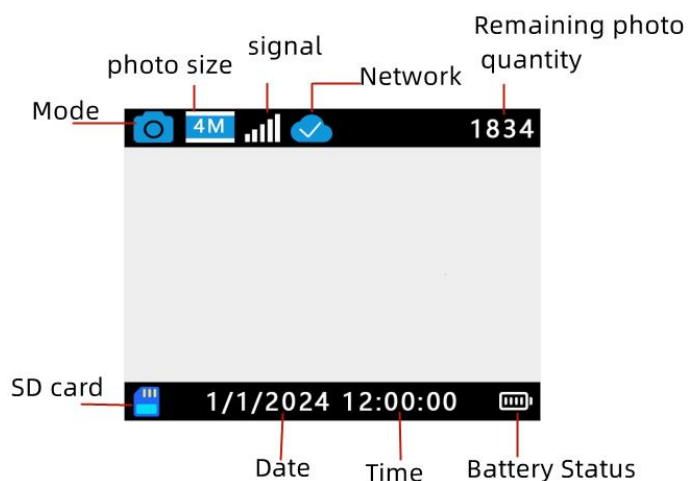 Remaining photo
quantity
signal
photo size
Network
Mode
4M
1834
SD card
1/1/2024 12:00:00
Date
Time
Battery Status